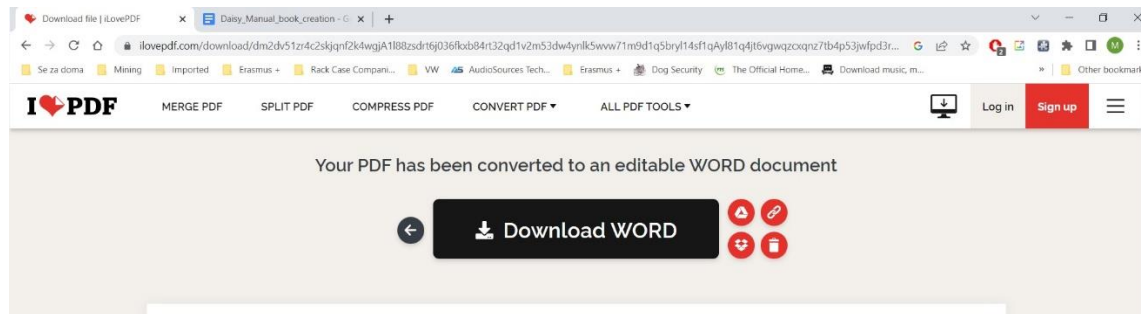 Download file | iLovePDF
Daisy_Manual_book_creation - G
ilovepdf.com/download/
Se za doma Mining Imported Erasmus + Rack Case Compani... VW AS AudioSources Tech... Erasmus + Dog Security The Official Home... Download music, m... » Other bookmark
I PDF MERGE PDF SPLIT PDF COMPRESS PDF CONVERT PDF ALL PDF TOOLS Log in Sign up
Your PDF has been converted to an editable WORD document
Download WORD